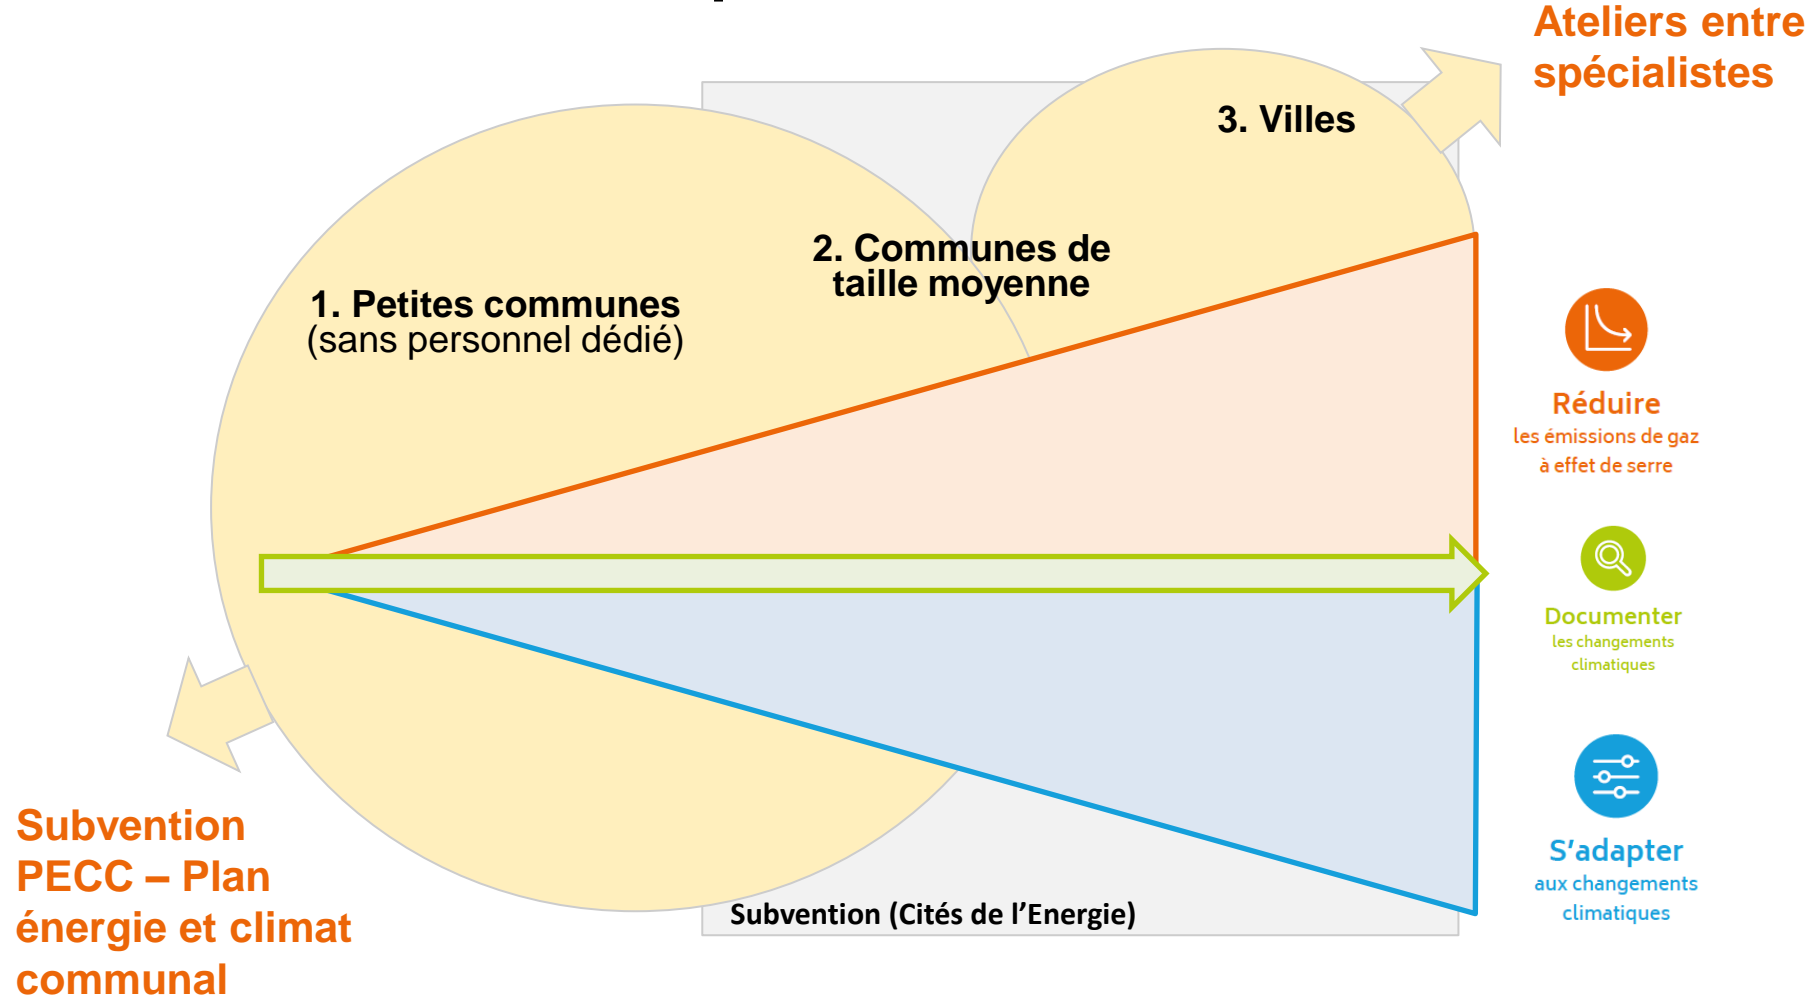 Ateliers entre
spécialistes
3. Villes
2. Communes de
taille moyenne
1. Petites communes
(sans personnel dédié)
Réduire
les émissions de gaz
à effet de serre
Documenter
les changements
climatiques
S'adapter
aux changements
climatiques
Subvention
PECC – Plan
énergie et climat
communal
Subvention (Cités de l'Energie)